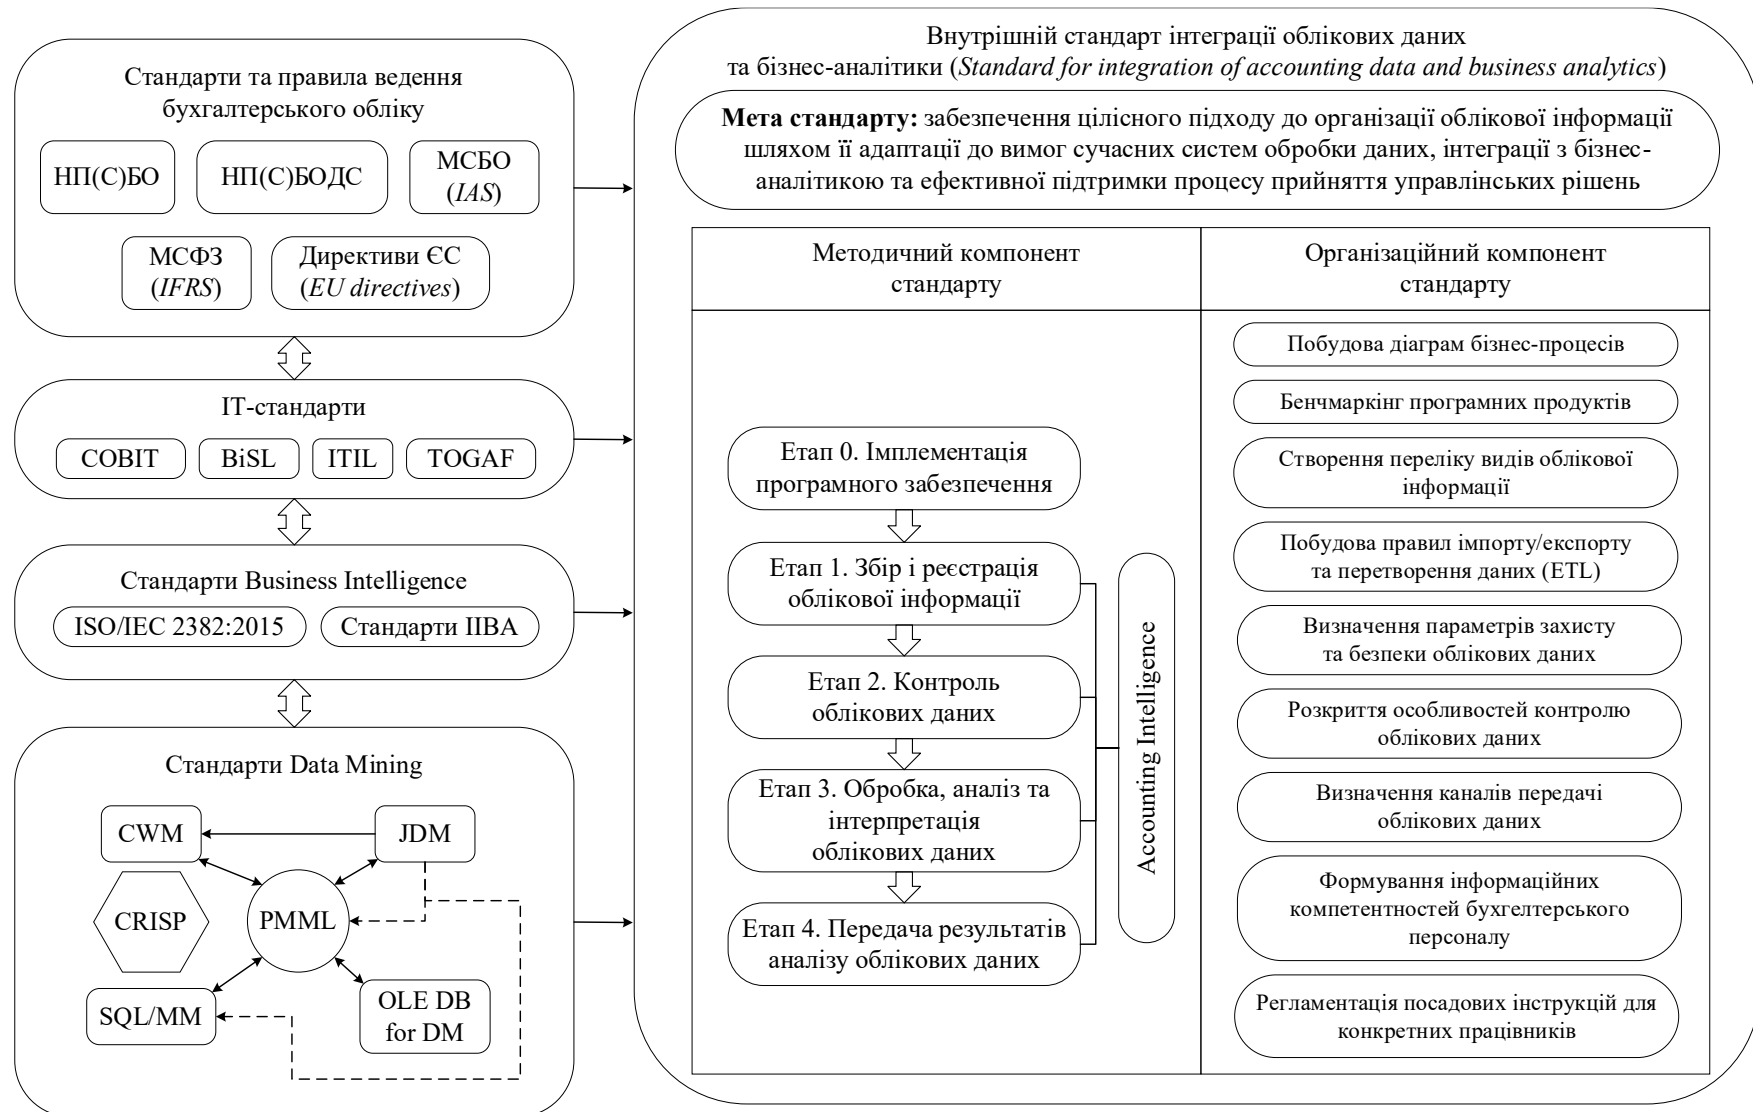 Стандарти та правила ведення
бухгалтерського обліку
НП(С)БО
НП(С)БОДС
МСБО
(IAS)
МСФЗ
(IFRS)
Директиви ЄС
(EU directives)
ІТ-стандарти
COBIT
BiSL
ITIL
TOGAF
Стандарти Business Intelligence
ISO/IEC 2382:2015
Стандарти IIBA
Стандарти Data Mining
CWM
JDM
CRISP
PMML
SQL/MM
OLE DB
for DM
Внутрішній стандарт інтеграції облікових даних
та бізнес-аналітики (Standard for integration of accounting data and business analytics)
Мета стандарту: забезпечення цілісного підходу до організації облікової інформації
шляхом її адаптації до вимог сучасних систем обробки даних, інтеграції з бізнес-
аналітикою та ефективної підтримки процесу прийняття управлінських рішень
Методичний компонент
стандарту
Етап 0. Імплементація
програмного забезпечення
Етап 1. Збір і реєстрація
облікової інформації
Етап 2. Контроль
облікових даних
Етап 3. Обробка, аналіз та
інтерпретація
облікових даних
Етап 4. Передача результатів
аналізу облікових даних
Accounting Intelligence
Організаційний компонент
стандарту
Побудова діаграм бізнес-процесів
Бенчмаркінг програмних продуктів
Створення переліку видів облікової
інформації
Побудова правил імпорту/експорту
та перетворення даних (ETL)
Визначення параметрів захисту
та безпеки облікових даних
Розкриття особливостей контролю
облікових даних
Визначення каналів передачі
облікових даних
Формування інформаційних
компетентностей бухгелтерського
персоналу
Регламентація посадових інструкцій для
конкретних працівників